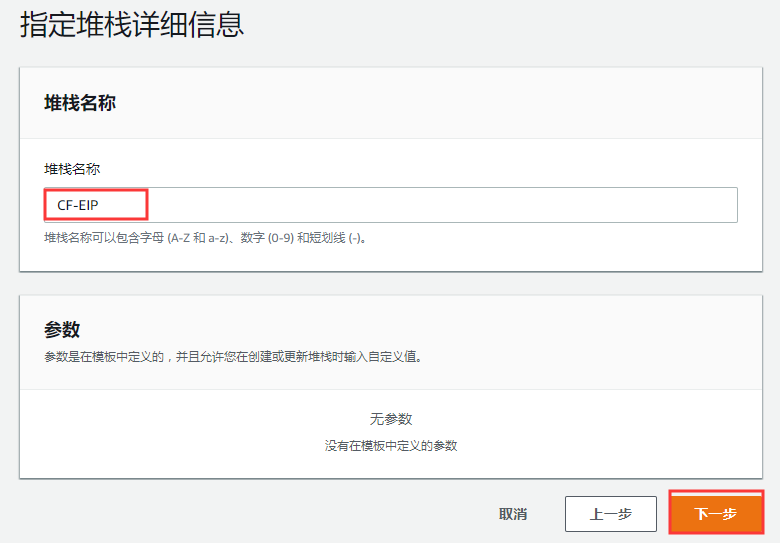 指定堆栈详细信息
堆栈名称
堆栈名称
CF-EIP
堆栈名称可以包含字母 (A-Z 和 a-z)、数字 (0-9) 和短划线 (-)。
参数
参数是在模板中定义的，并且允许您在创建或更新堆栈时输入自定义值。
无参数
没有在模板中定义的参数
取消 上一步 下一步